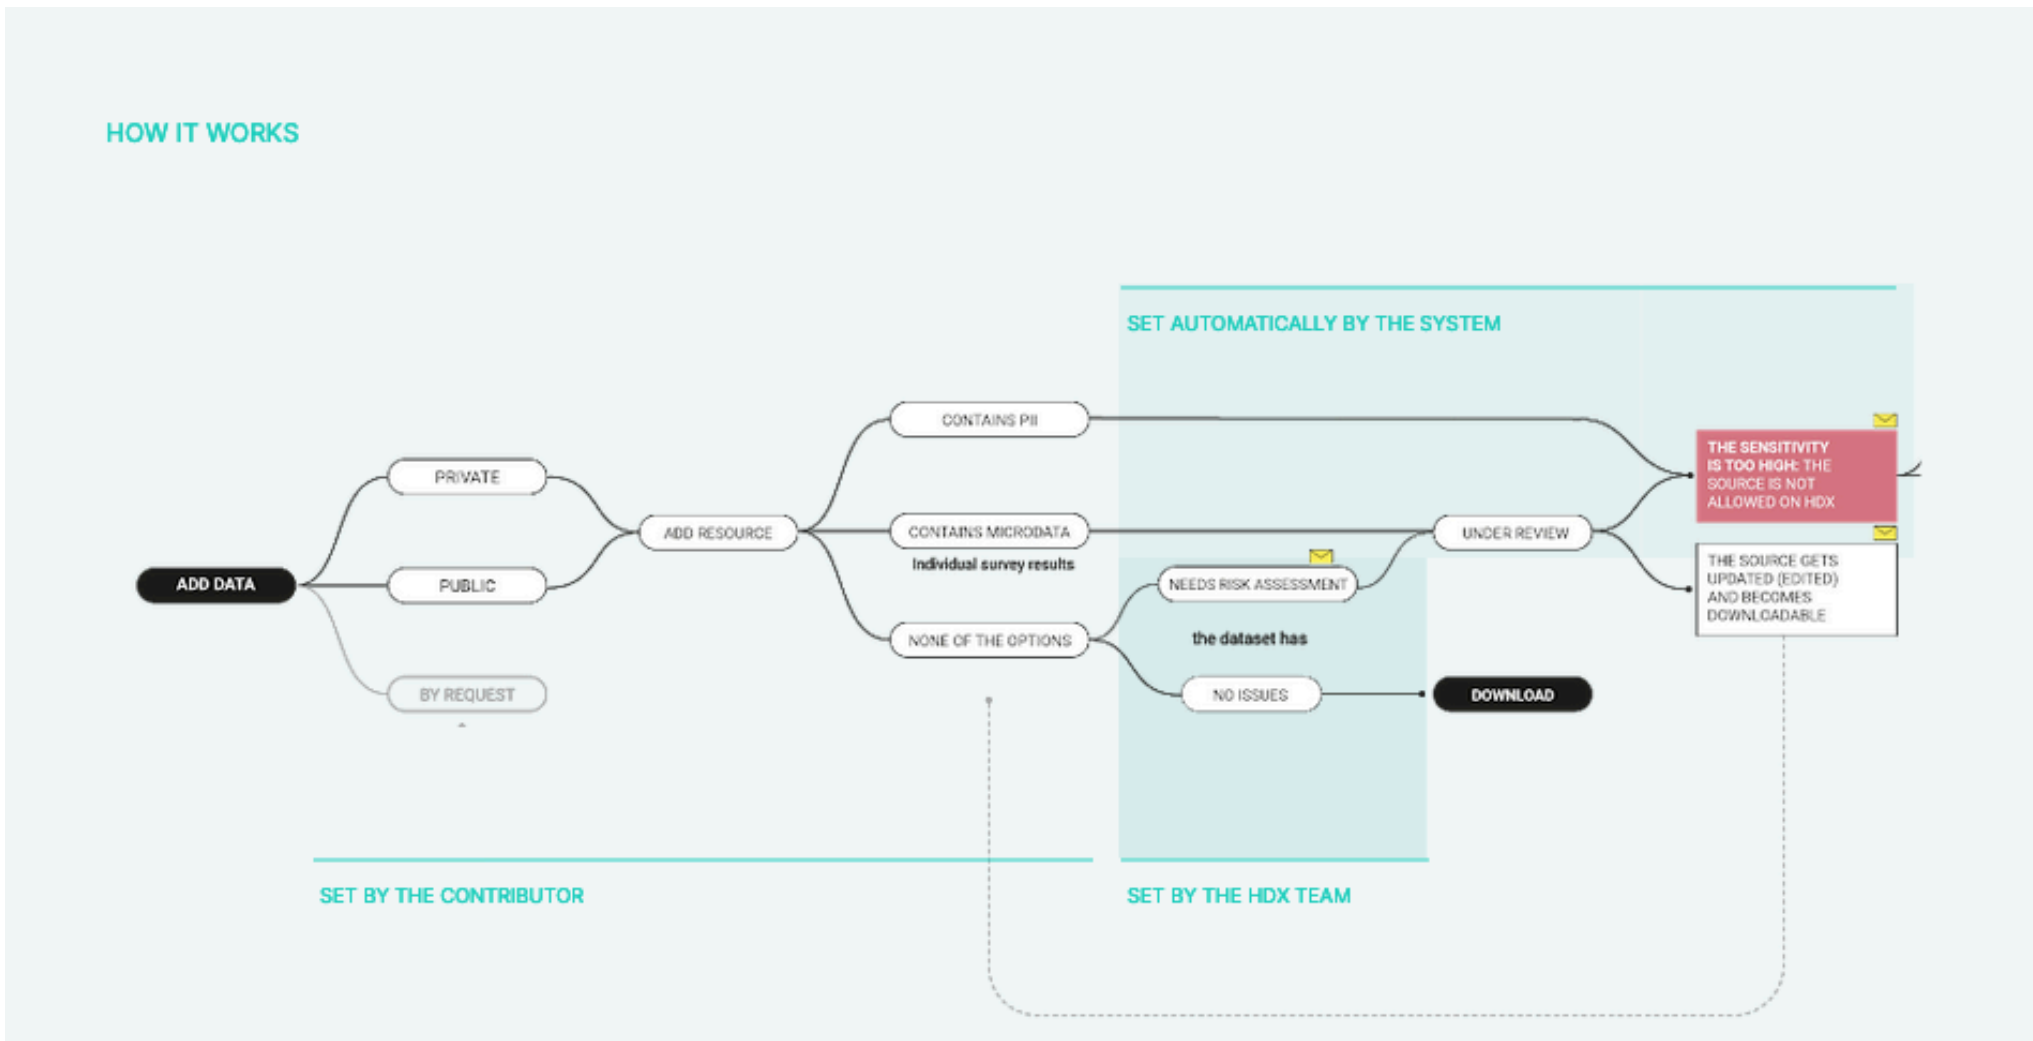 HOW IT WORKS
SET AUTOMATICALLY BY THE SYSTEM
CONTAINS PII
THE SENSITIVITY
IS TOO HIGH: THE
SOURCE IS NOT
ALLOWED ON HDX
PRIVATE
ADD RESOURCE
CONTAINS MICRODATA
Individual survey results
UNDER REVIEW
THE SOURCE GETS
UPDATED (EDITED)
AND BECOMES
DOWNLOADABLE
ADD DATA
PUBLIC
NEEDS RISK ASSESSMENT
NONE OF THE OPTIONS
the dataset has
BY REQUEST
NO ISSUES
DOWNLOAD
SET BY THE CONTRIBUTOR
SET BY THE HDX TEAM